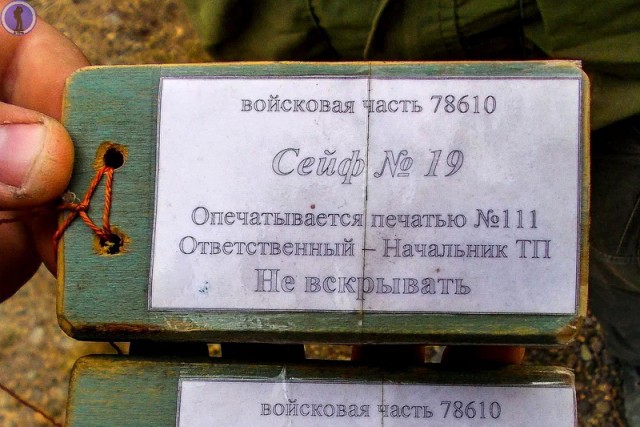 войсковая часть 78610
Сейф № 19
Опечатывается печатью №111
Ответственный – Начальник ТП
Не вскрывать
войсковая часть 78610